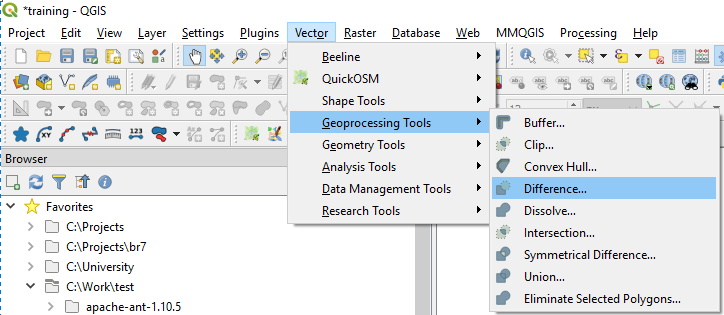 *training - QGIS
Project Edit View Layer Settings Plugins Vector Raster Database Web MMQGIS Processing Help
Beeline
QuickOSM
Shape Tools
Geoprocessing Tools
Geometry Tools
Analysis Tools
Data Management Tools
Research Tools
Buffer...
Clip...
Convex Hull...
Difference...
Dissolve...
Intersection...
Symmetrical Difference...
Union...
Eliminate Selected Polygons...
Browser
Favorites
C:\Projects
C:\Projects\br7
C:\University
C:\Work\test
apache-ant-1.10.5